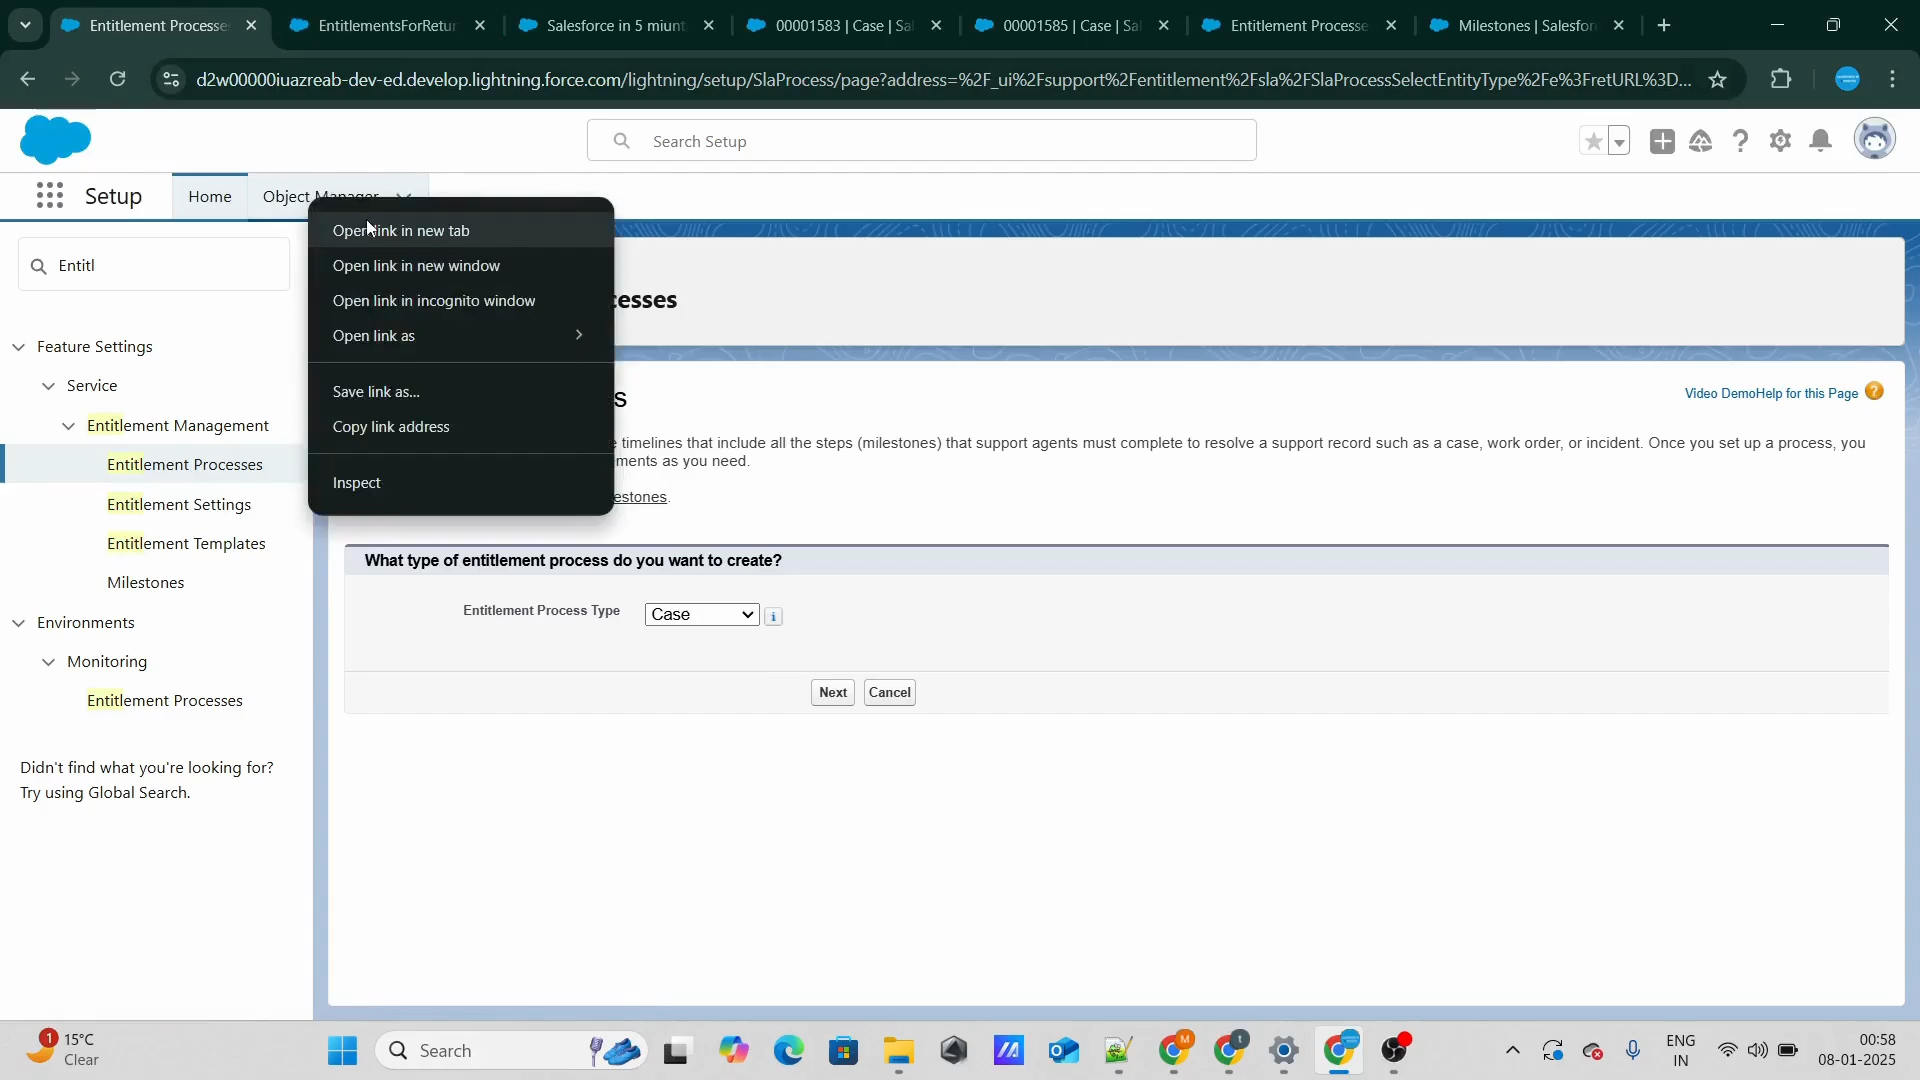 Entitlement Processe
EntitlementsForRetur
Salesforce in 5 miunt
00001583 | Case | Sal
00001585 | Case | Sal
Entitlement Processe
Milestones | Salesfor
d2w00000iuazreab-dev-ed.develop.lightning.force.com/lightning/setup/SlaProcess/page?address=%2F_ui%2Fsupport%2Fentitlement%2Fsla%2FSlaProcessSelectEntityType%2Fe%3FretURL%3D...
Search Setup
Setup
Home
Object Manager
Open link in new tab
Open link in new window
Open link in incognito window
Open link as
Save link as...
Copy link address
Inspect
Entitl
Feature Settings
Service
Entitlement Management
Entitlement Processes
Entitlement Settings
Entitlement Templates
Milestones
Environments
Monitoring
Entitlement Processes
Didn't find what you're looking for?
Try using Global Search.
cesses
s
Video Demo Help for this Page
timelines that include all the steps (milestones) that support agents must complete to resolve a support record such as a case, work order, or incident. Once you set up a process, you
ments as you need.
estones.
What type of entitlement process do you want to create?
Entitlement Process Type
Case
i
Next
Cancel
1
15°C
Clear
Search
M
t
ENG
IN
00:58
08-01-2025